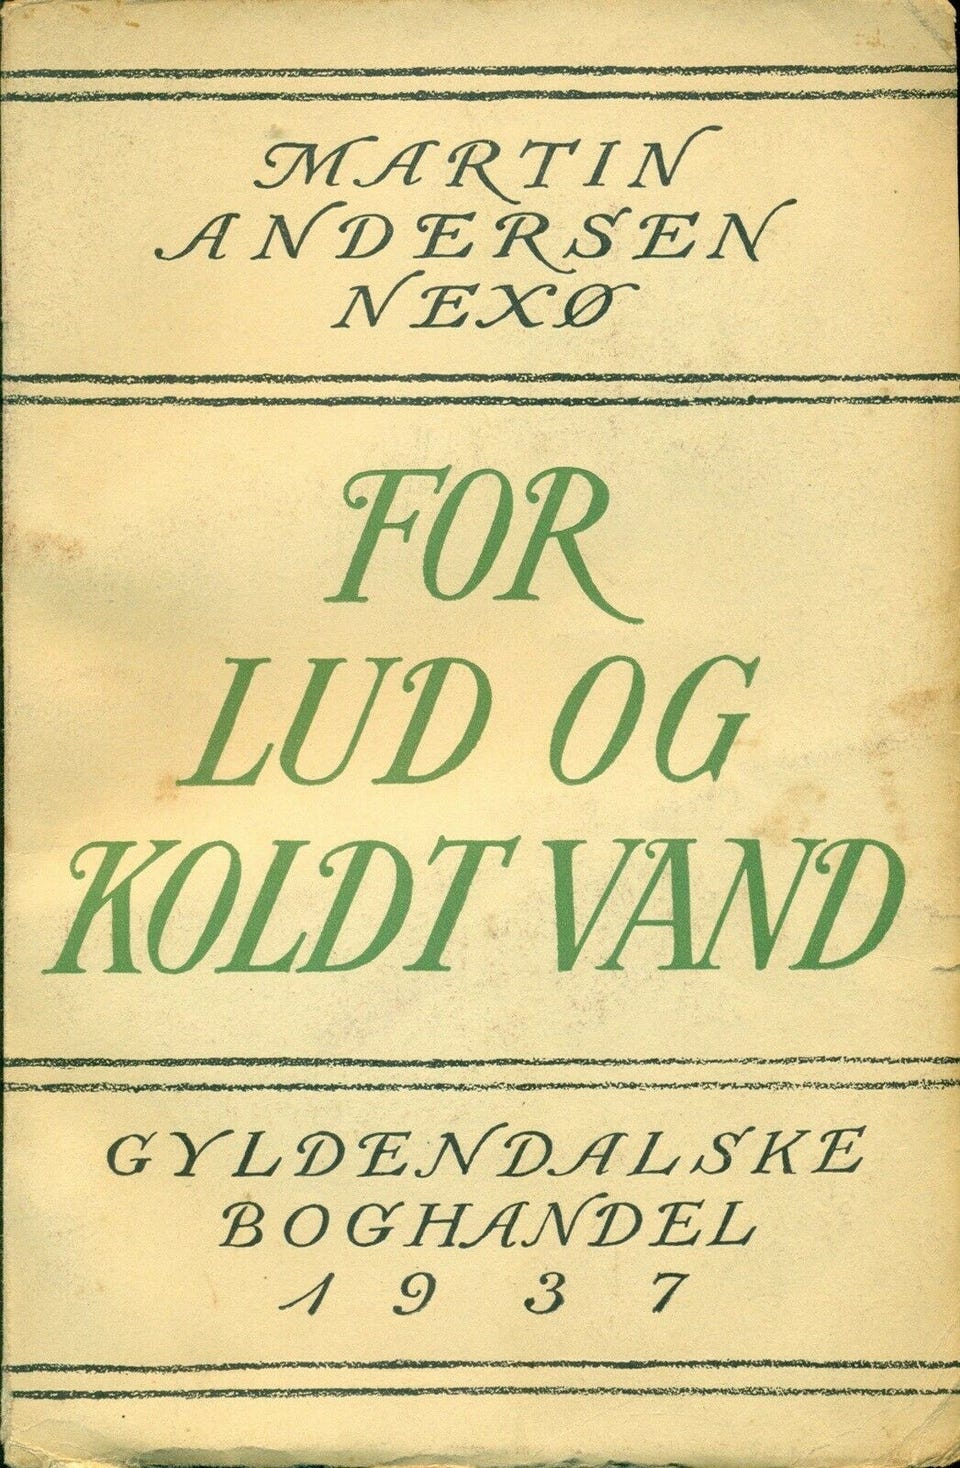 MARTIN
ANDERSEN
NEXØ
FOR
LUD OG
KOLDT VAND
GYLDENDALSKE
BOGHANDEL
1937